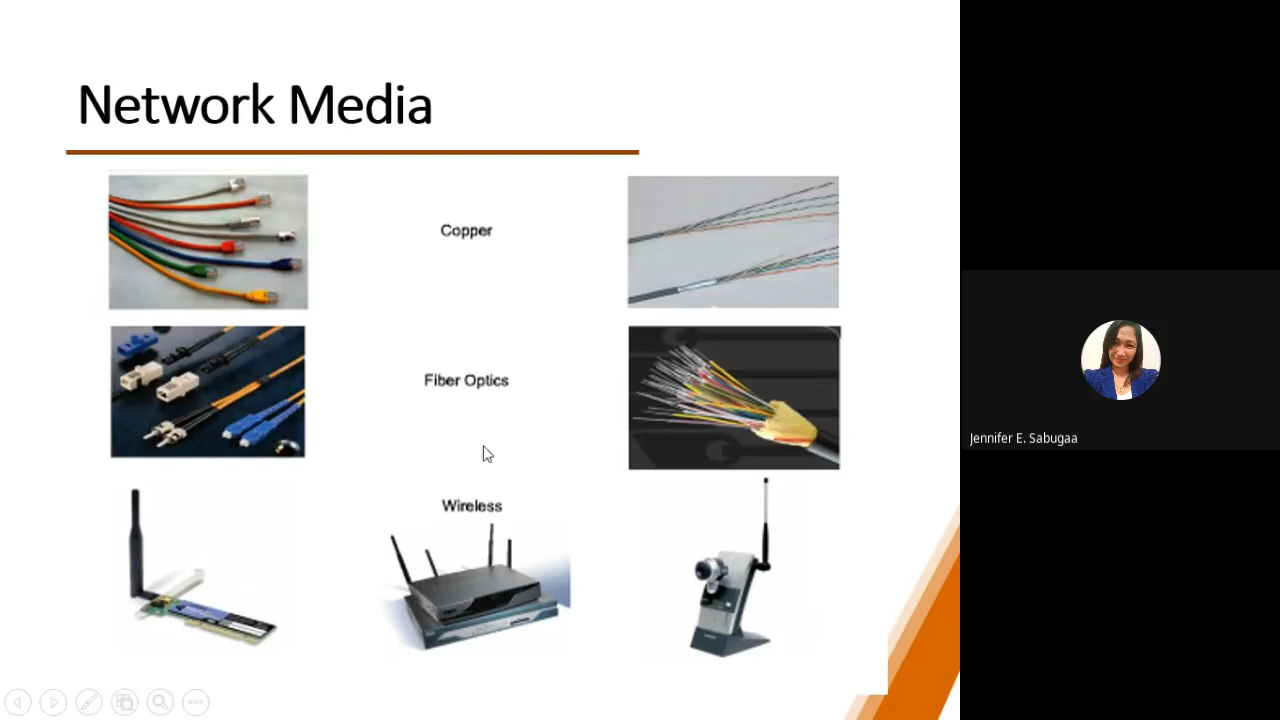 Network Media
Copper
Fiber Optics
Wireless
Jennifer E. Sabugaa